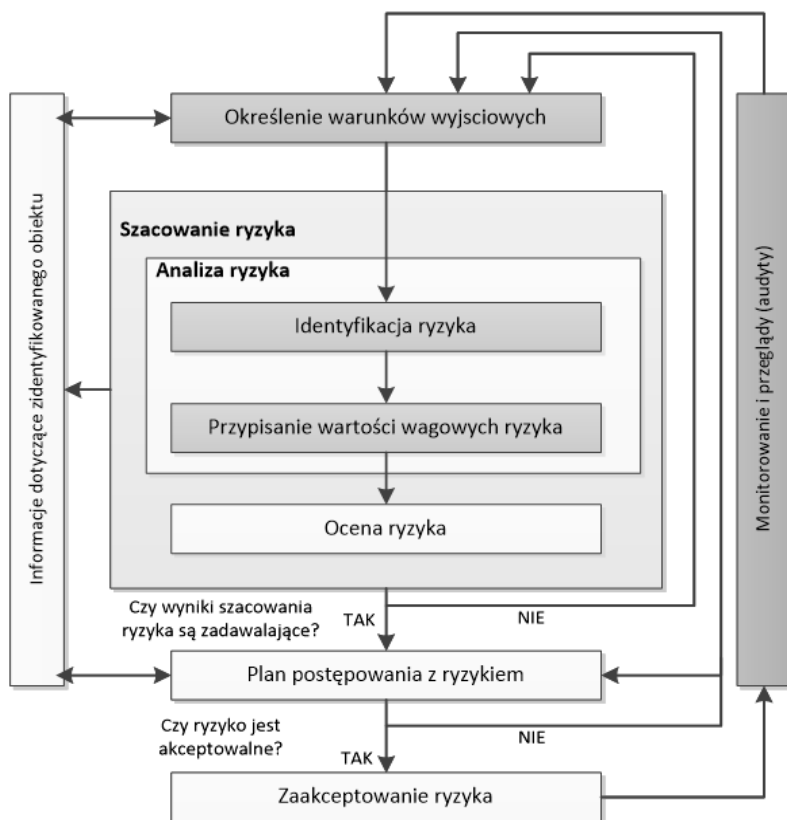 Określenie warunków wyjsciowych
Informacje dotyczące zidentyfikowanego obiektu
Monitorowanie i przeglądy (audyty)
Szacowanie ryzyka
Analiza ryzyka
Identyfikacja ryzyka
Przypisanie wartości wagowych ryzyka
Ocena ryzyka
Czy wyniki szacowania
ryzyka są zadawalające?
TAK
NIE
Plan postępowania z ryzykiem
Czy ryzyko jest
akceptowalne?
TAK
NIE
Zaakceptowanie ryzyka